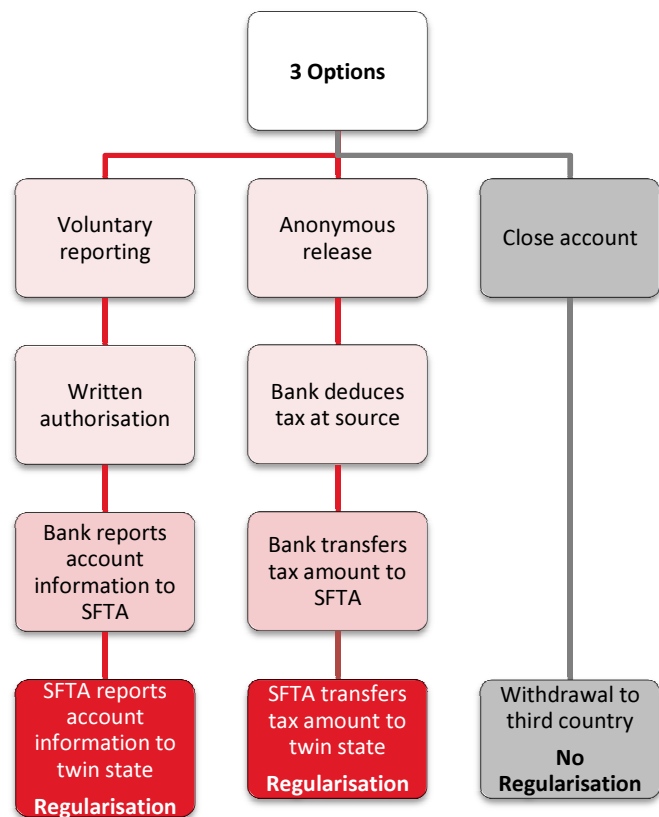 3 Options
Voluntary
reporting
Anonymous
release
Close account
Written
authorisation
Bank deduces
tax at source
Bank reports
account
information to
SFTA
Bank transfers
tax amount to
SFTA
SFTA reports
account
information to
twin state
Regularisation
SFTA transfers
tax amount to
twin state
Regularisation
Withdrawal to
third country
No
Regularisation